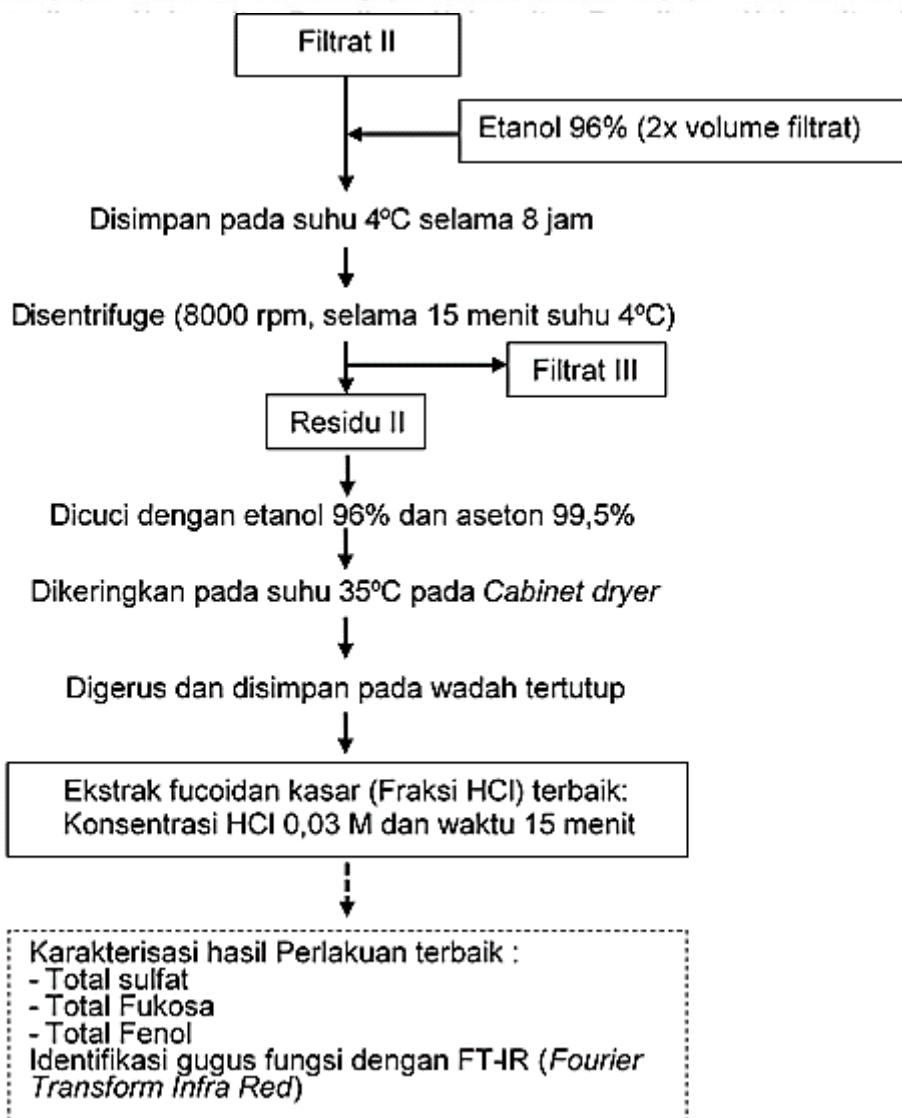 Filtrat II
Etanol 96% (2x volume filtrat)
Disimpan pada suhu 4ºC selama 8 jam
Disentrifuge (8000 rpm, selama 15 menit suhu 4ºC)
Filtrat III
Residu II
Dicuci dengan etanol 96% dan aseton 99,5%
Dikeringkan pada suhu 35ºC pada Cabinet dryer
Digerus dan disimpan pada wadah tertutup
Ekstrak fucoidan kasar (Fraksi HCl) terbaik:
Konsentrasi HCl 0,03 M dan waktu 15 menit
Karakterisasi hasil Perlakuan terbaik :
- Total sulfat
- Total Fukosa
- Total Fenol
Identifikasi gugus fungsi dengan FT-IR (Fourier
Transform Infra Red)